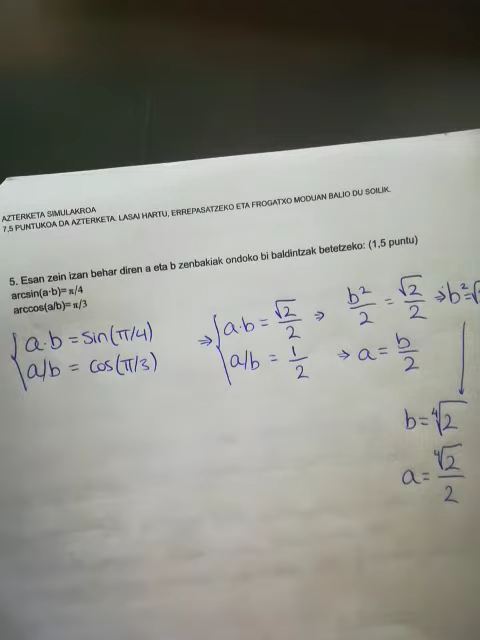 AZTERKETA SIMULAKROA
7,5 PUNTUKOA DA AZTERKETA. LASAI HARTU, ERREPASATZEKO ETA FROGATXO MODUAN BALIO DU SOILIK.
5. Esan zein izan behar diren a eta b zenbakiak ondoko bi baldintzak betetzeko: (1,5 puntu)
arcsin(a·b)= π/4
arccos(a/b)= π/3
{ a·b = sin(π/4) ⇒ { a·b = √2/2 ⇒ b²/2 = √2/2 ⇒ b²=√
a/b = cos(π/3) a/b = 1/2 ⇒ a = b/2
b = ∜2
a = ∜2/2